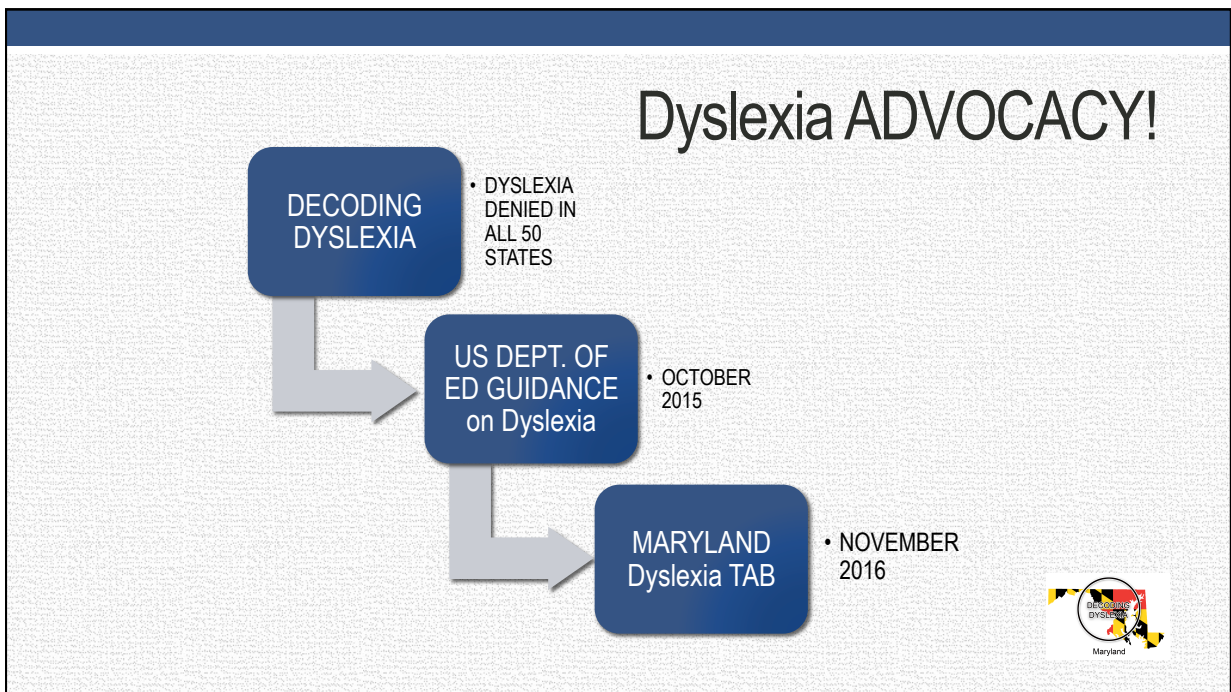 Dyslexia ADVOCACY!
DECODING
DYSLEXIA
• DYSLEXIA
DENIED IN
ALL 50
STATES
US DEPT. OF
ED GUIDANCE
on Dyslexia
• OCTOBER
2015
MARYLAND
Dyslexia TAB
• NOVEMBER
2016
DECODING
DYSLEXIA
Maryland